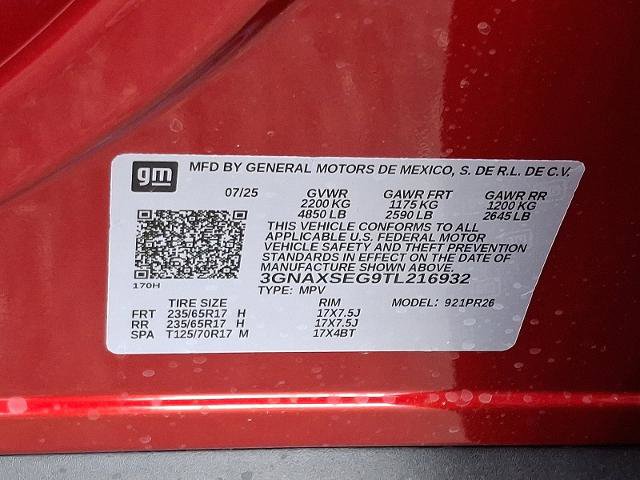 gm MFD BY GENERAL MOTORS DE MEXICO, S. DE R.L. DE C.V.
07/25 GVWR GAWR FRT GAWR RR
2200 KG 1175 KG 1200 KG
4850 LB 2590 LB 2645 LB
THIS VEHICLE CONFORMS TO ALL
APPLICABLE U.S. FEDERAL MOTOR
VEHICLE SAFETY AND THEFT PREVENTION
STANDARDS IN EFFECT ON THE DATE OF
MANUFACTURE SHOWN ABOVE.
3GNAXSEG9TL216932
170H
TYPE: MPV
TIRE SIZE RIM MODEL: 921PR26
FRT 235/65R17 H 17X7.5J
RR 235/65R17 H 17X7.5J
SPA T125/70R17 M 17X4BT